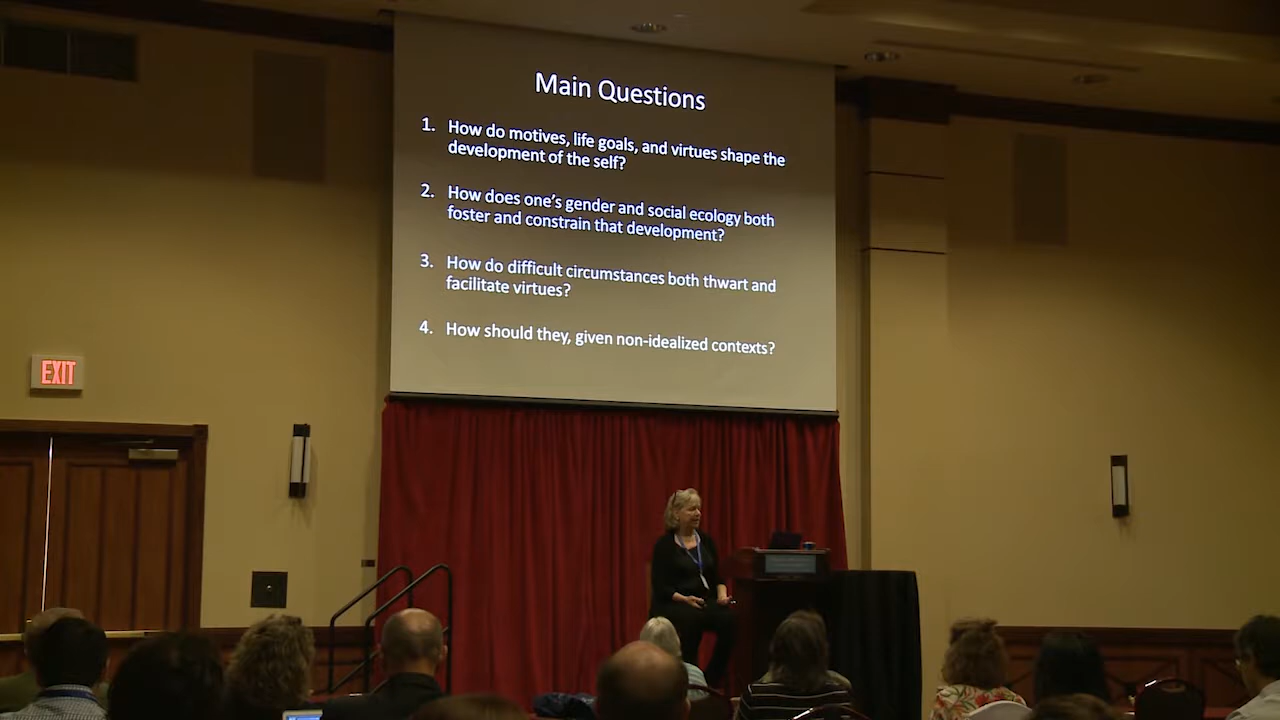 Main Questions
1. How do motives, life goals, and virtues shape the
development of the self?
2. How does one's gender and social ecology both
foster and constrain that development?
3. How do difficult circumstances both thwart and
facilitate virtues?
4. How should they, given non-idealized contexts?
EXIT